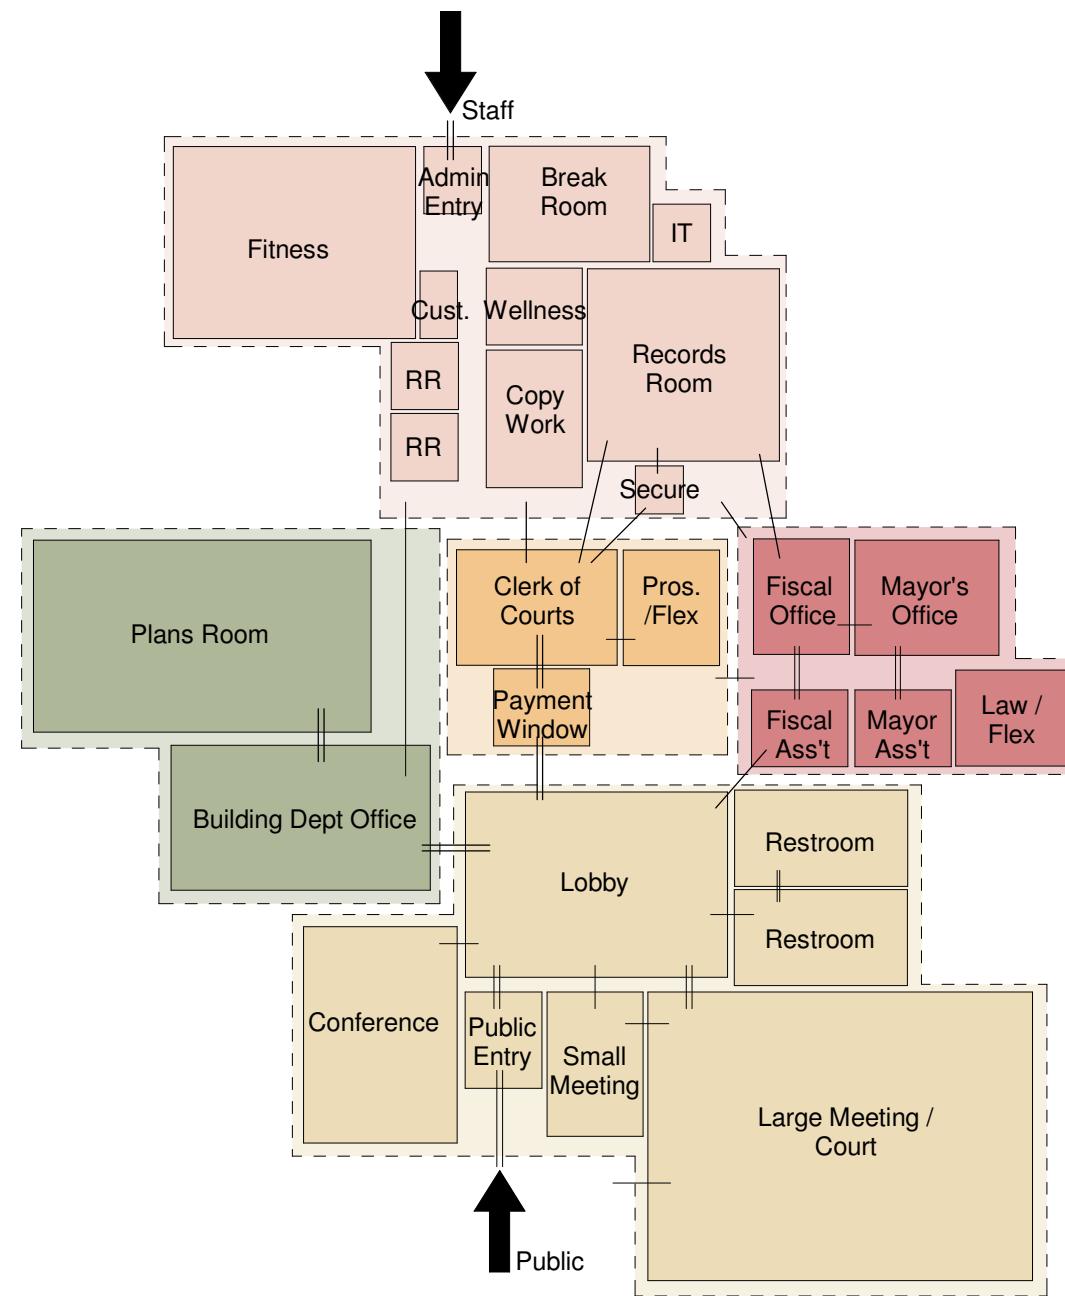 Staff
Admin
Entry
Break
Room
Fitness
IT
Cust.
Wellness
Records
Room
RR
Copy
Work
RR
Secure
Clerk of
Courts
Pros.
/Flex
Fiscal
Office
Mayor's
Office
Plans Room
Payment
Window
Fiscal
Ass't
Mayor
Ass't
Law /
Flex
Building Dept Office
Restroom
Lobby
Restroom
Conference
Public
Entry
Small
Meeting
Large Meeting /
Court
Public